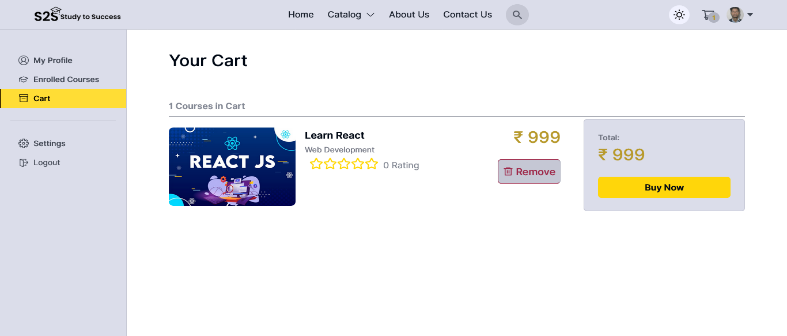 S2S Study to Success
Home Catalog About Us Contact Us
My Profile
Enrolled Courses
Cart
Settings
Logout
Your Cart
1 Courses in Cart
REACT JS
Learn React
Web Development
0 Rating
₹ 999
Remove
Total:
₹ 999
Buy Now